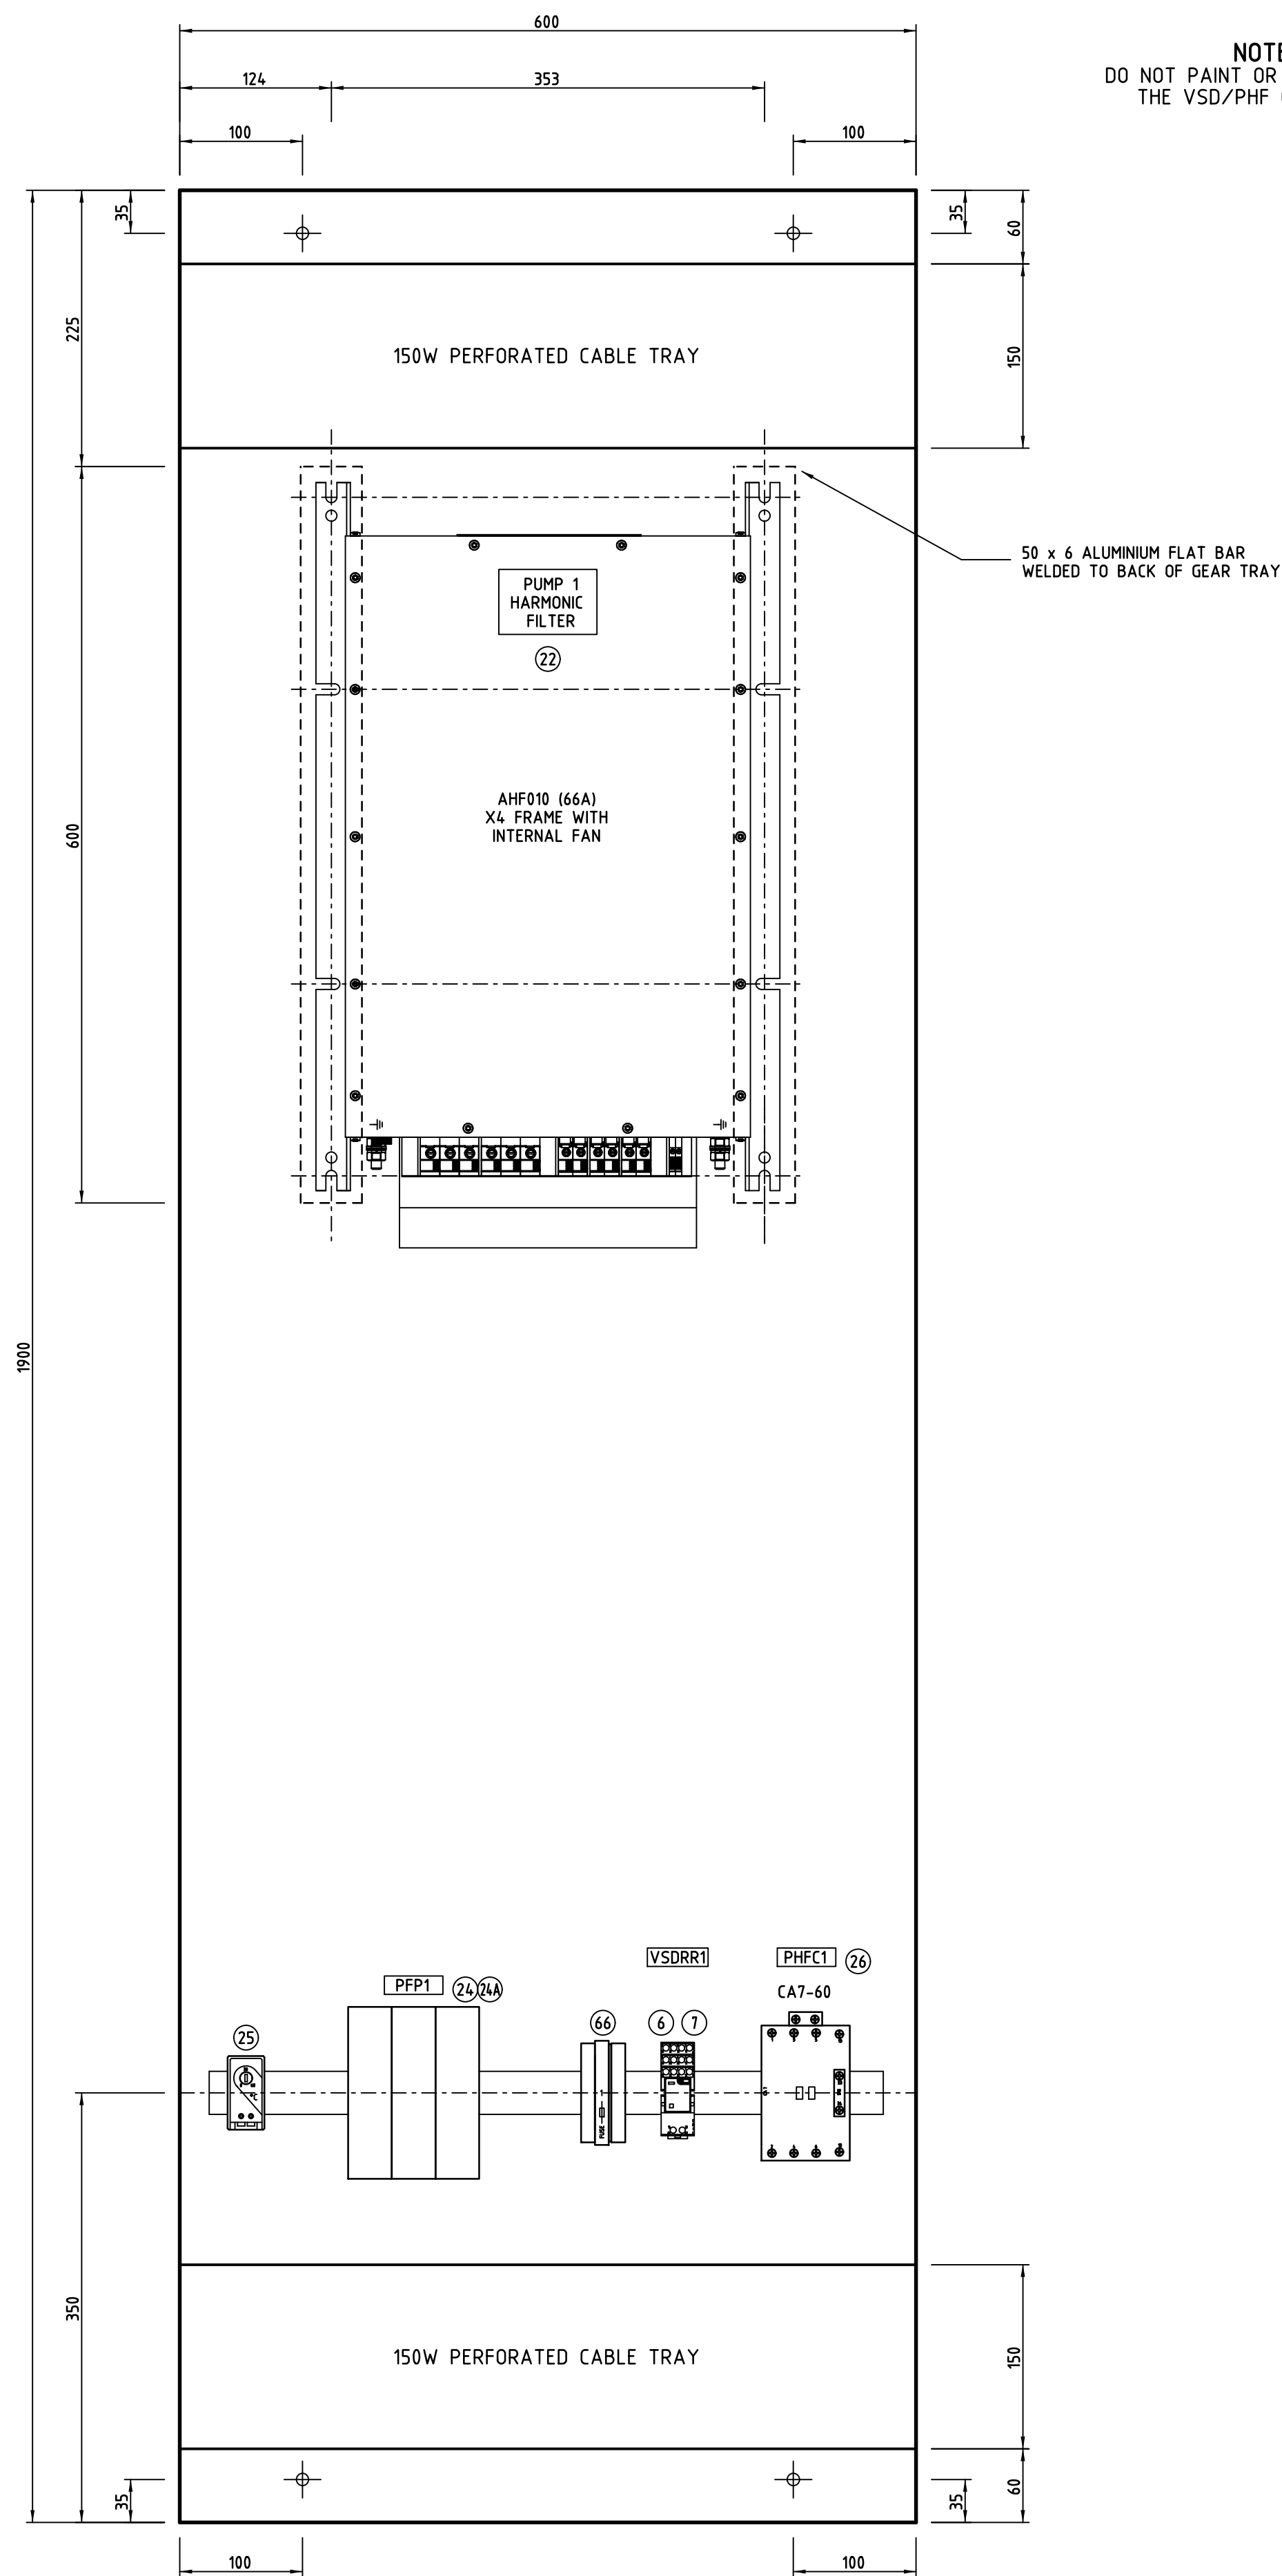 600
NOTE
DO NOT PAINT OR
THE VSD/PHF
124
353
100
100
35
35
60
225
150W PERFORATED CABLE TRAY
150
50 x 6 ALUMINIUM FLAT BAR
WELDED TO BACK OF GEAR TRAY
PUMP 1
HARMONIC
FILTER
22
AHF010 (66A)
X4 FRAME WITH
INTERNAL FAN
600
1900
VSDRR1
PHFC1
26
PFP1
24
24A
CA7-60
25
66
6
7
FUSE
350
150W PERFORATED CABLE TRAY
150
35
35
60
100
100